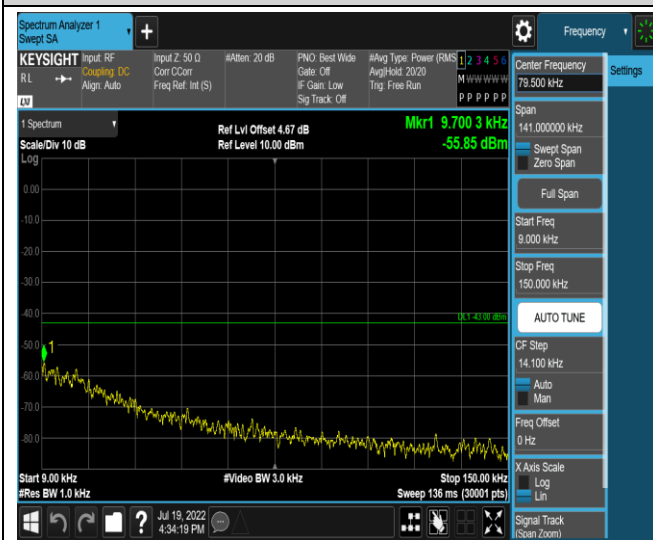 Spectrum Analyzer 1
Swept SA
Frequency
KEYSIGHT
RL
LXI
Input: RF
Coupling: DC
Align: Auto
Input Z: 50 Ω
Corr CCorr
Freq Ref: Int (S)
#Atten: 20 dB
PNO: Best Wide
Gate: Off
IF Gain: Low
Sig Track: Off
#Avg Type: Power (RMS
Avg|Hold: 20/20
Trig: Free Run
1 2 3 4 5 6
M W W W W W
P P P P P P
1 Spectrum
Scale/Div 10 dB
Log
Ref Lvl Offset 4.67 dB
Ref Level 10.00 dBm
Mkr1 9.700 3 kHz
-55.85 dBm
0.00
-10.0
-20.0
-30.0
-40.0
-50.0
-60.0
-70.0
-80.0
DL1 -43.00 dBm
1
Start 9.00 kHz
#Res BW 1.0 kHz
#Video BW 3.0 kHz
Stop 150.00 kHz
Sweep 136 ms (30001 pts)
Jul 19, 2022
4:34:19 PM
Center Frequency
79.500 kHz
Settings
Span
141.000000 kHz
Swept Span
Zero Span
Full Span
Start Freq
9.000 kHz
Stop Freq
150.000 kHz
AUTO TUNE
CF Step
14.100 kHz
Auto
Man
Freq Offset
0 Hz
X Axis Scale
Log
Lin
Signal Track
(Span Zoom)